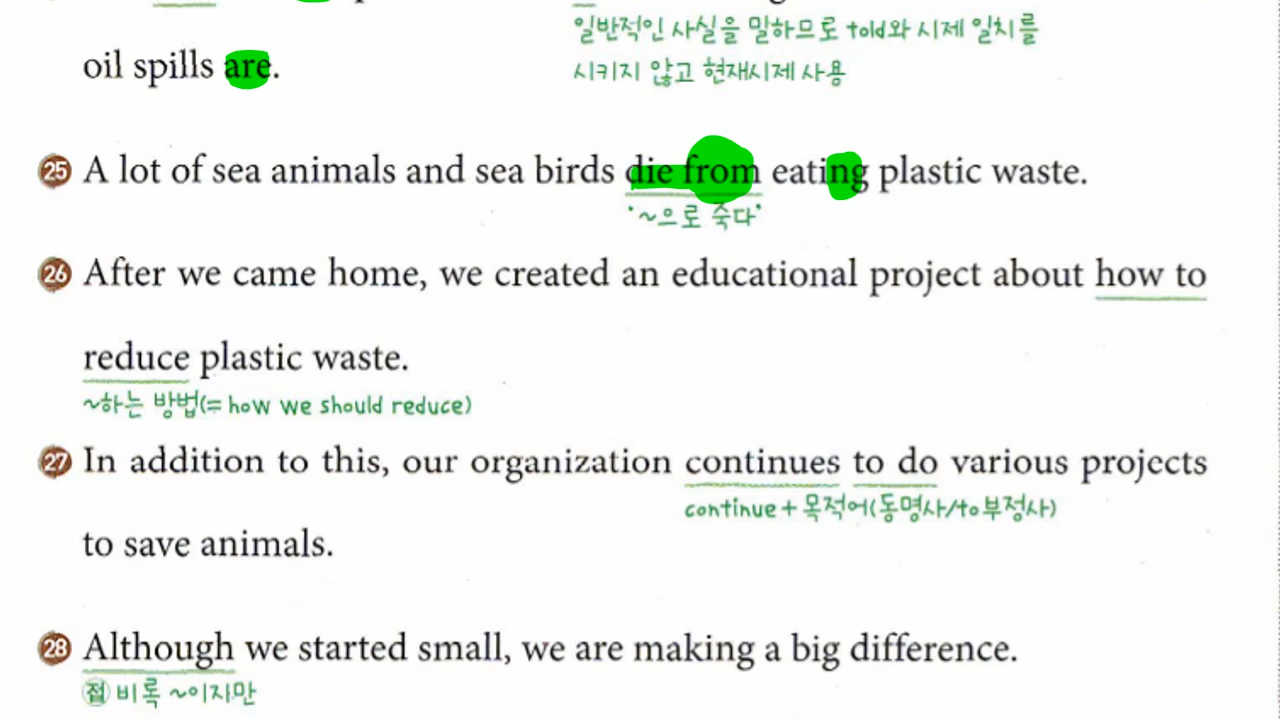 일반적인 사실을 말하므로 told와 시제 일치를
oil spills are.
시키지 않고 현재시제 사용
25 A lot of sea animals and sea birds die from eating plastic waste.
'~으로 죽다'
26 After we came home, we created an educational project about how to
reduce plastic waste.
~하는 방법(= how we should reduce)
27 In addition to this, our organization continues to do various projects
continue + 목적어(동명사/to부정사)
to save animals.
28 Although we started small, we are making a big difference.
접 비록 ~이지만